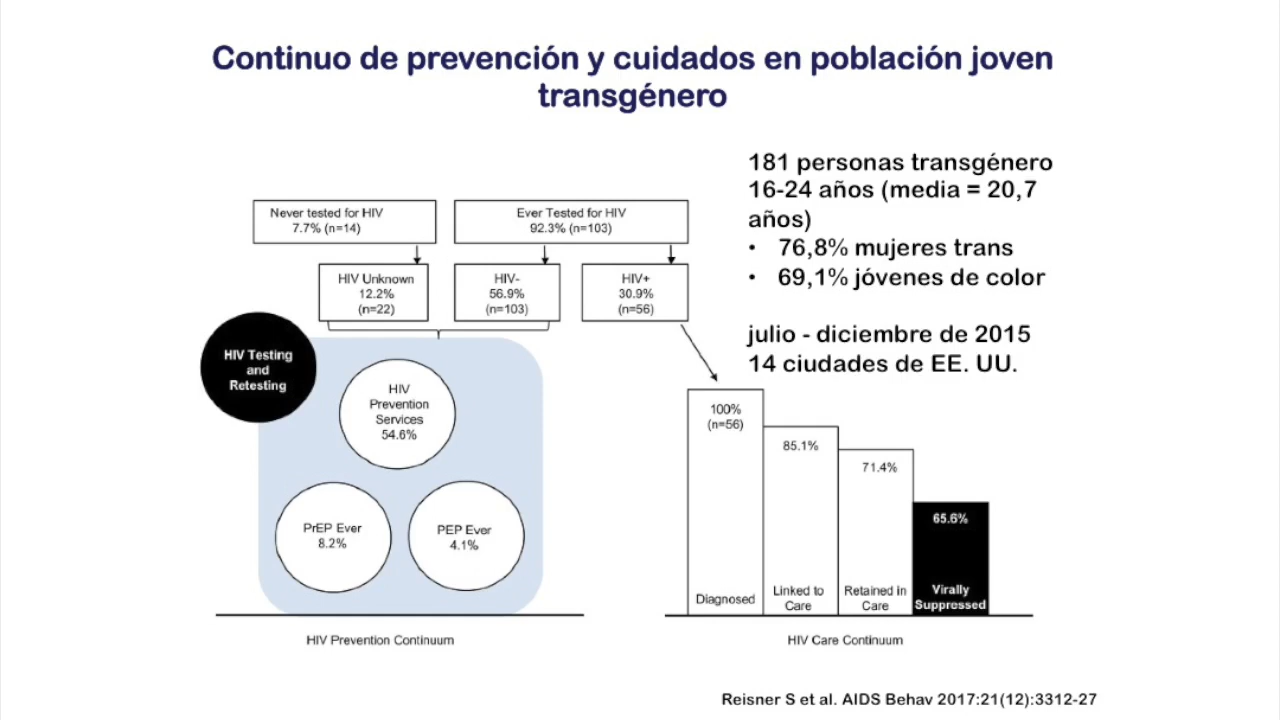 Continuo de prevención y cuidados en población joven
transgénero
181 personas transgénero
16-24 años (media = 20,7
años)
• 76,8% mujeres trans
• 69,1% jóvenes de color
julio - diciembre de 2015
14 ciudades de EE. UU.
Never tested for HIV
7.7% (n=14)
Ever Tested for HIV
92.3% (n=103)
HIV Unknown
12.2%
(n=22)
HIV-
56.9%
(n=103)
HIV+
30.9%
(n=56)
HIV Testing
and
Retesting
HIV
Prevention
Services
54.6%
PrEP Ever
8.2%
PEP Ever
4.1%
HIV Prevention Continuum
100%
(n=56)
Diagnosed
85.1%
Linked to
Care
71.4%
Retained in
Care
65.6%
Virally
Suppressed
HIV Care Continuum
Reisner S et al. AIDS Behav 2017:21(12):3312-27